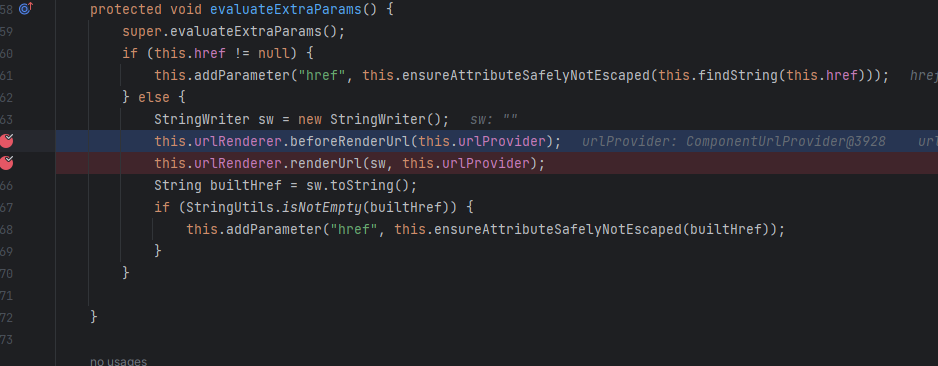 58 protected void evaluateExtraParams() {
59 super.evaluateExtraParams();
60 if (this.href != null) {
61 this.addParameter("href", this.ensureAttributeSafelyNotEscaped(this.findString(this.href))); href
62 } else {
63 StringWriter sw = new StringWriter(); sw: ""
this.urlRenderer.beforeRenderUrl(this.urlProvider); urlProvider: ComponentUrlProvider@3928 url
this.urlRenderer.renderUrl(sw, this.urlProvider);
66 String builtHref = sw.toString();
67 if (StringUtils.isNotEmpty(builtHref)) {
68 this.addParameter("href", this.ensureAttributeSafelyNotEscaped(builtHref));
69 }
70 }
71
72 }
73
no usages